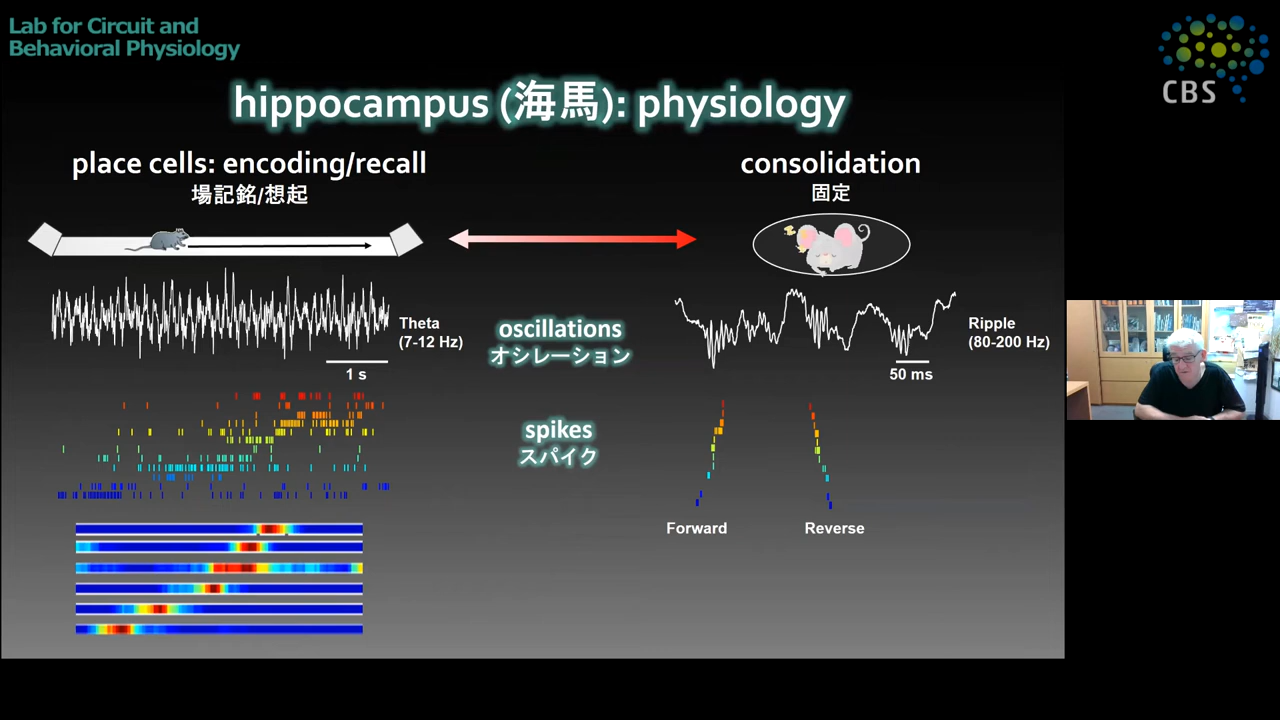 Lab for Circuit and
Behavioral Physiology
CBS
hippocampus (海馬): physiology
place cells: encoding/recall
場記銘/想起
consolidation
固定
Theta
(7-12 Hz)
1 s
oscillations
オシレーション
Ripple
(80-200 Hz)
50 ms
spikes
スパイク
Forward
Reverse